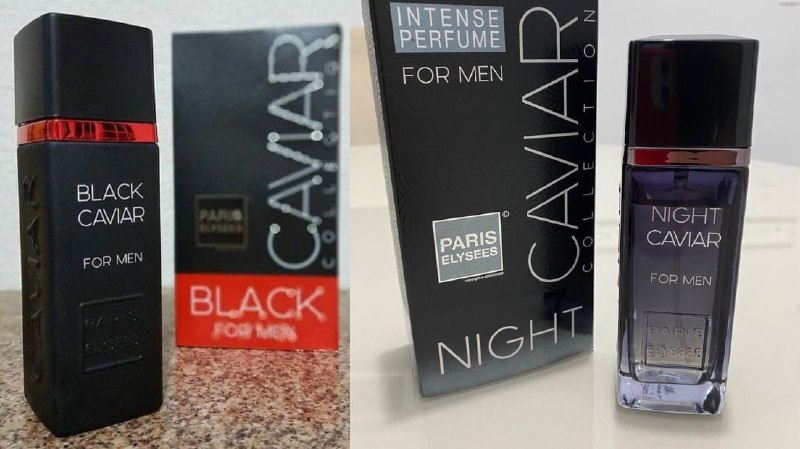 CAVIAR
BLACK
CAVIAR
FOR MEN
PARIS
ELYSEES
CAVIAR
COLLECTION
PARIS
ELYSEES
BLACK
FOR MEN
INTENSE
PERFUME
FOR MEN
CAVIAR
COLLECTION
PARIS
ELYSEES
©
NIGHT
NIGHT
CAVIAR
FOR MEN
PARIS
ELYSEES